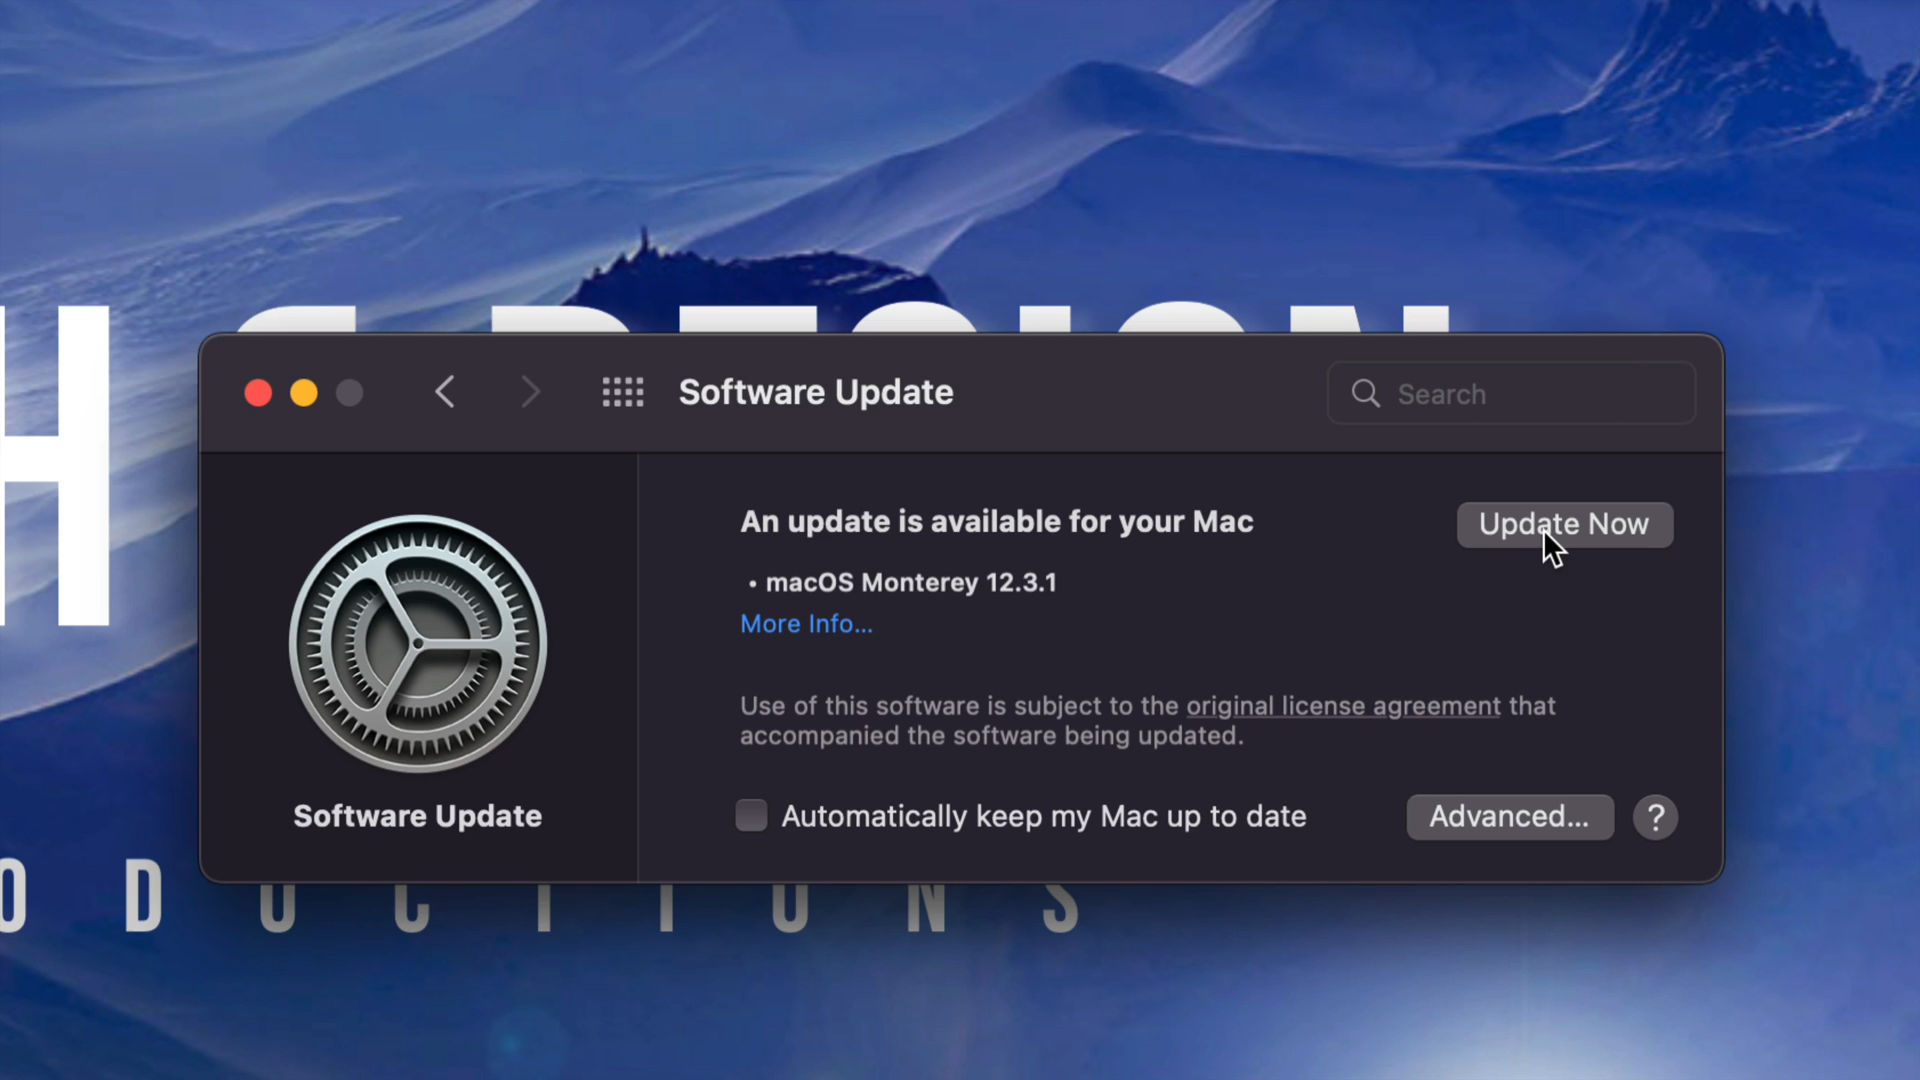 H & DESIGN
Software Update
Search
An update is available for your Mac
Update Now
• macOS Monterey 12.3.1
More Info...
Use of this software is subject to the original license agreement that
accompanied the software being updated.
Software Update
Automatically keep my Mac up to date
Advanced...
?
ODUCTIONS